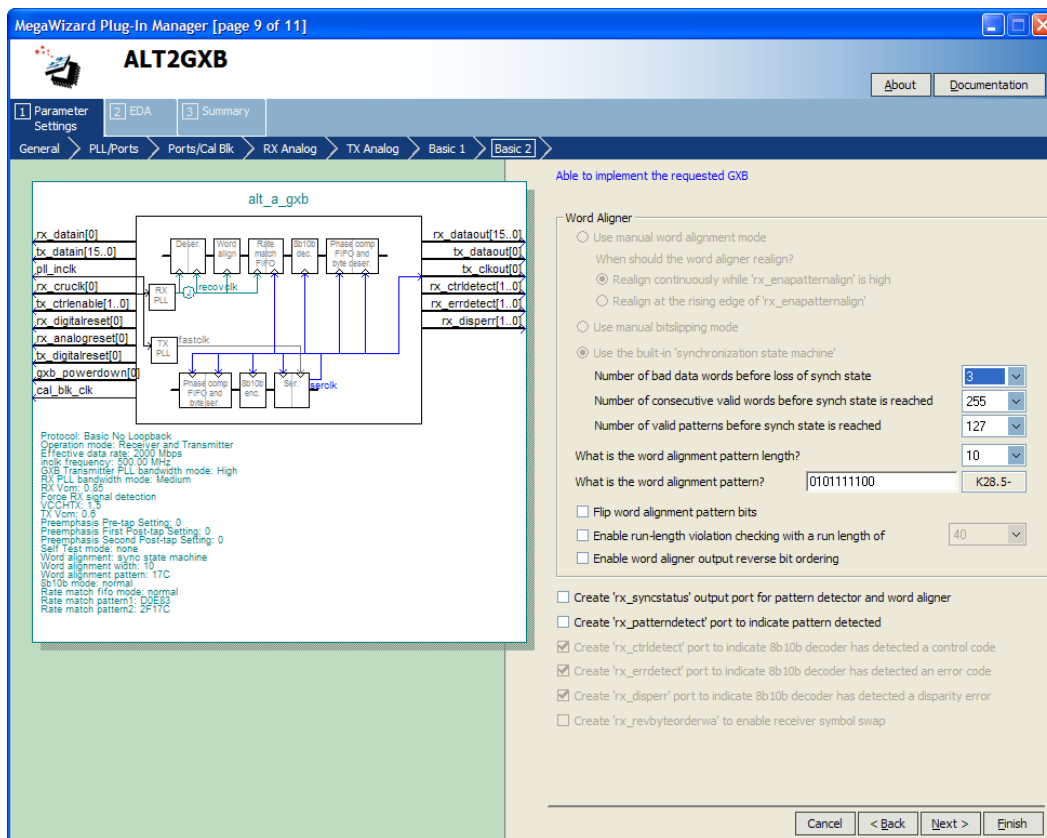 MegaWizard Plug-In Manager [page 9 of 11]
ALT2GXB
About
Documentation
1 Parameter Settings
2 EDA
3 Summary
General
PLL/Ports
Ports/Cal Blk
RX Analog
TX Analog
Basic 1
Basic 2
alt_a_gxb
rx_datain[0]
tx_datain[15..0]
pll_inclk
rx_cruclk[0]
tx_ctrlenable[1..0]
rx_digitalreset[0]
rx_analogreset[0]
tx_digitalreset[0]
gxb_powerdown[0]
cal_blk_clk
Deser.
Word align
Rate match FIFO
8b10b dec.
Phase comp FIFO and byte deser.
RX PLL
recovclk
TX PLL
fastclk
Phase comp FIFO and byte ser.
8b10b enc.
Ser.
serclk
rx_dataout[15..0]
tx_dataout[0]
tx_clkout[0]
rx_ctrldetect[1..0]
rx_errdetect[1..0]
rx_disperr[1..0]
Protocol: Basic No Loopback
Operation mode: Receiver and Transmitter
Effective data rate: 2000 Mbps
inclk frequency: 500.00 MHz
GXB Transmitter PLL bandwidth mode: High
RX PLL bandwidth mode: Medium
RX Vcm: 0.85
Force RX signal detection
VCCHTX: 1.5
TX Vcm: 0.6
Preemphasis Pre-tap Setting: 0
Preemphasis First Post-tap Setting: 0
Preemphasis Second Post-tap Setting: 0
Self Test mode: none
Word alignment: sync state machine
Word alignment width: 10
Word alignment pattern: 17C
8b10b mode: normal
Rate match fifo mode: normal
Rate match pattern1: D0E83
Rate match pattern2: 2F17C
Able to implement the requested GXB
Word Aligner
Use manual word alignment mode
When should the word aligner realign?
Realign continuously while 'rx_enapatternalign' is high
Realign at the rising edge of 'rx_enapatternalign'
Use manual bitslipping mode
Use the built-in 'synchronization state machine'
Number of bad data words before loss of synch state 3
Number of consecutive valid words before synch state is reached 255
Number of valid patterns before synch state is reached 127
What is the word alignment pattern length? 10
What is the word alignment pattern? 0101111100 K28.5-
Flip word alignment pattern bits
Enable run-length violation checking with a run length of 40
Enable word aligner output reverse bit ordering
Create 'rx_syncstatus' output port for pattern detector and word aligner
Create 'rx_patterndetect' port to indicate pattern detected
Create 'rx_ctrldetect' port to indicate 8b10b decoder has detected a control code
Create 'rx_errdetect' port to indicate 8b10b decoder has detected an error code
Create 'rx_disperr' port to indicate 8b10b decoder has detected a disparity error
Create 'rx_revbyteorderwa' to enable receiver symbol swap
Cancel
< Back
Next >
Finish